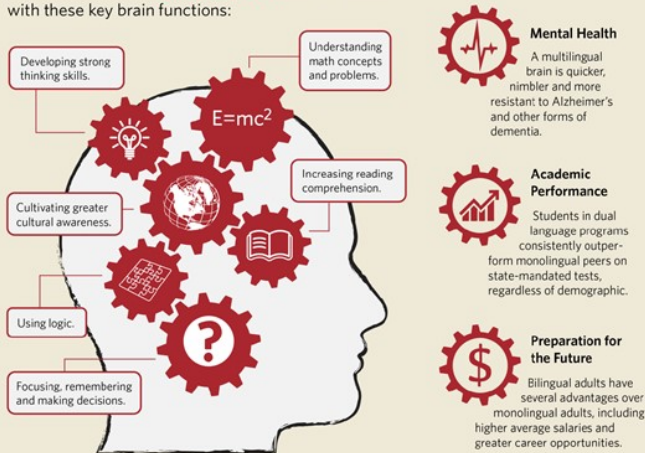 with these key brain functions:
Developing strong
thinking skills.
Understanding
math concepts
and problems.
E=mc²
Cultivating greater
cultural awareness.
Increasing reading
comprehension.
Using logic.
?
Focusing, remembering
and making decisions.
Mental Health
A multilingual
brain is quicker,
nimbler and more
resistant to Alzheimer's
and other forms of
dementia.
Academic
Performance
Students in dual
language programs
consistently outper-
form monolingual peers on
state-mandated tests,
regardless of demographic.
$
Preparation for
the Future
Bilingual adults have
several advantages over
monolingual adults, including
higher average salaries and
greater career opportunities.